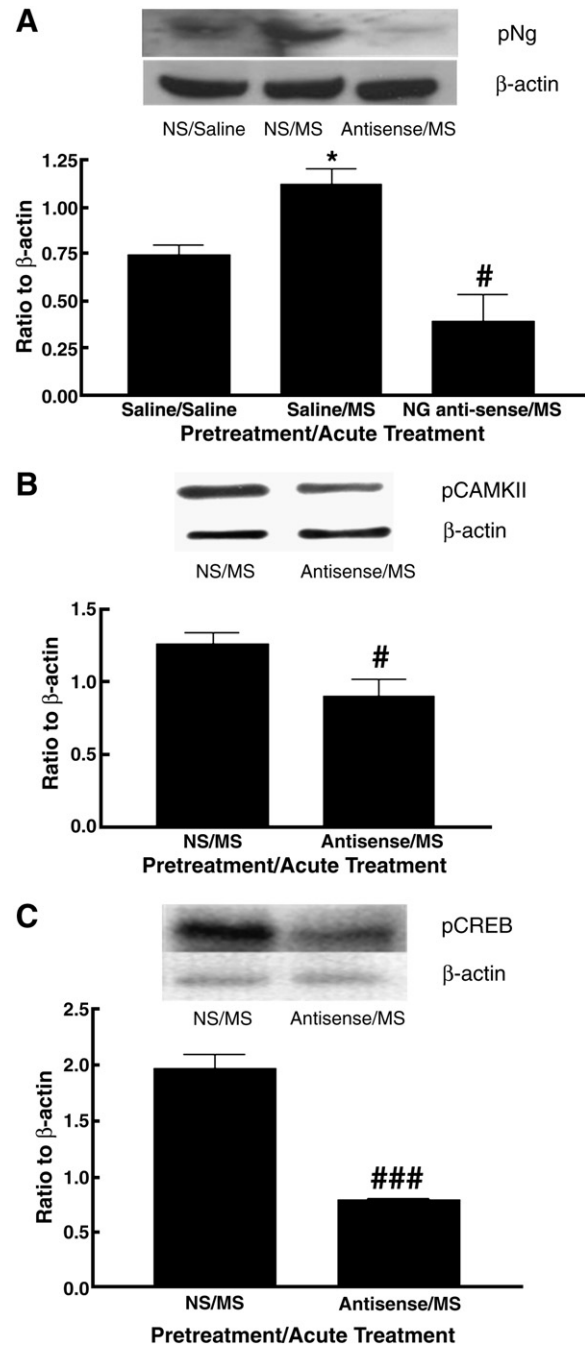 A
pNg
β-actin
NS/Saline NS/MS Antisense/MS
Ratio to β-actin
1.25
1.00
0.75
0.50
0.25
0.00
*
#
Saline/Saline Saline/MS NG anti-sense/MS
Pretreatment/Acute Treatment
B
pCAMKII
β-actin
NS/MS Antisense/MS
Ratio to β-actin
1.5
1.0
0.5
0.0
#
NS/MS Antisense/MS
Pretreatment/Acute Treatment
C
pCREB
β-actin
NS/MS Antisense/MS
Ratio to β-actin
2.5
2.0
1.5
1.0
0.5
0.0
###
NS/MS Antisense/MS
Pretreatment/Acute Treatment